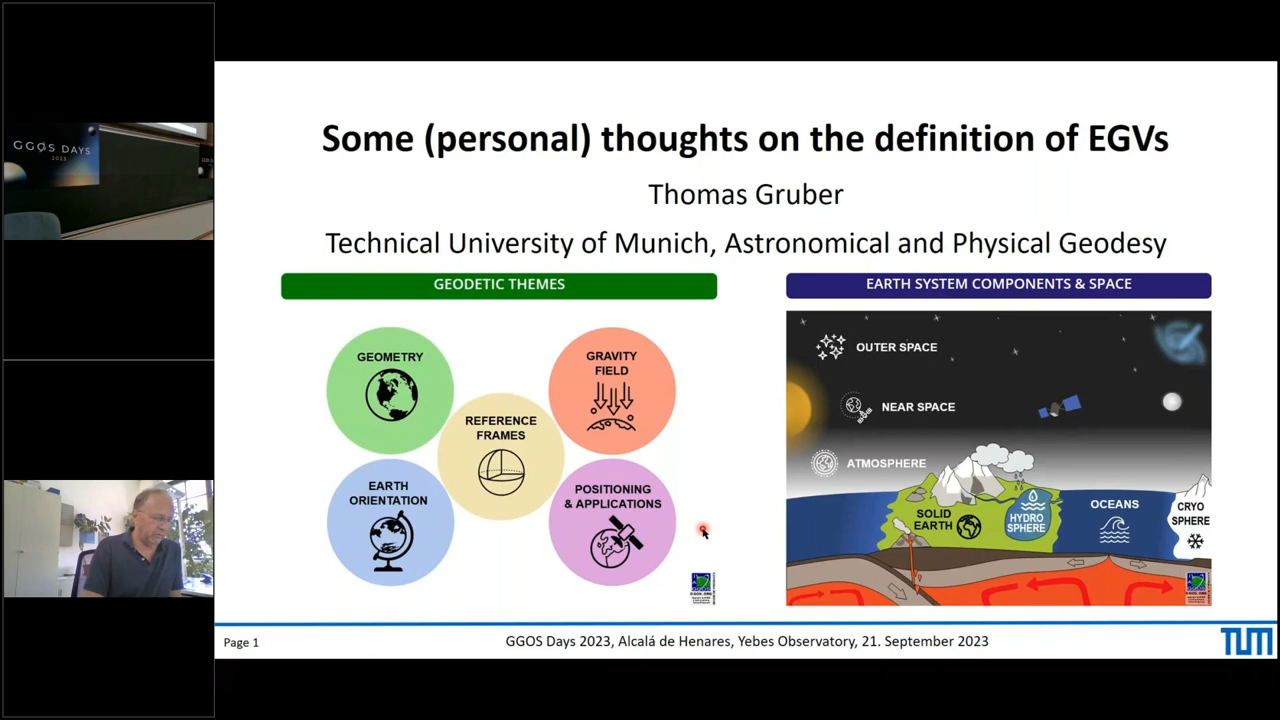 GGOS DAYS
2023
Some (personal) thoughts on the definition of EGVs
Thomas Gruber
Technical University of Munich, Astronomical and Physical Geodesy
GEODETIC THEMES
GEOMETRY
GRAVITY
FIELD
REFERENCE
FRAMES
EARTH
ORIENTATION
POSITIONING
& APPLICATIONS
EARTH SYSTEM COMPONENTS & SPACE
OUTER SPACE
NEAR SPACE
ATMOSPHERE
SOLID
EARTH
HYDRO
SPHERE
OCEANS
CRYO
SPHERE
Page 1
GGOS Days 2023, Alcalá de Henares, Yebes Observatory, 21. September 2023
TUM